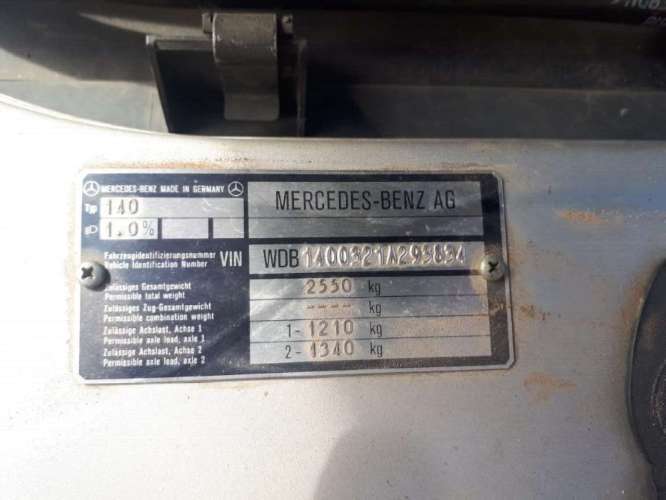 MERCEDES-BENZ MADE IN GERMANY
MERCEDES-BENZ AG
Typ 140
1.0%
Fahrzeugidentifizierungsnummer
Vehicle Identification Number
VIN WDB1400321A293834
Zulässiges Gesamtgewicht
Permissible total weight
2550 kg
Zulässiges Zug-Gesamtgewicht
Permissible combination weight
---- kg
Zulässige Achslast, Achse 1
Permissible axle load, axle 1
1-1210 kg
Zulässige Achslast, Achse 2
Permissible axle load, axle 2
2-1340 kg